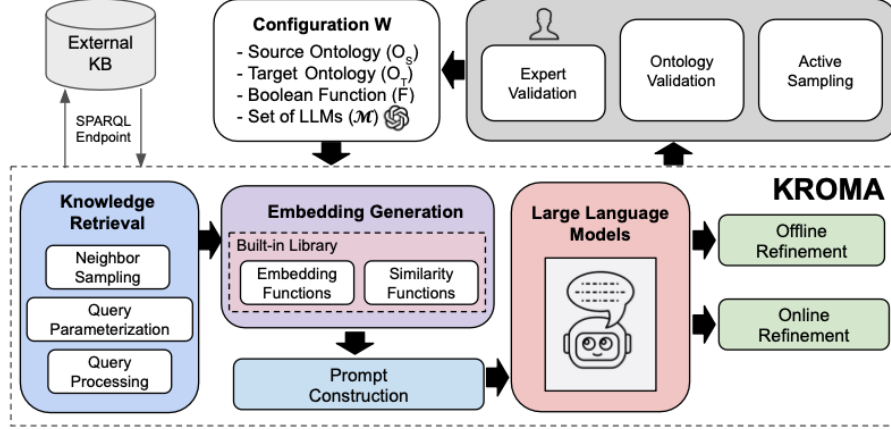 External
KB
SPARQL
Endpoint
Configuration W
- Source Ontology (O_S)
- Target Ontology (O_T)
- Boolean Function (F)
- Set of LLMs (𝓜)
Expert
Validation
Ontology
Validation
Active
Sampling
KROMA
Knowledge
Retrieval
Neighbor
Sampling
Query
Parameterization
Query
Processing
Embedding Generation
Built-in Library
Embedding
Functions
Similarity
Functions
Prompt
Construction
Large Language
Models
Offline
Refinement
Online
Refinement